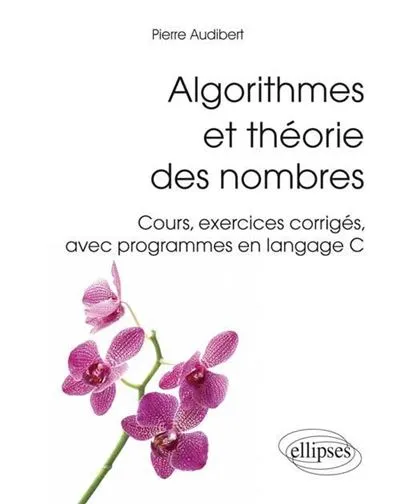 Pierre Audibert
Algorithmes
et théorie
des nombres
Cours, exercices corrigés,
avec programmes en langage C
ellipses